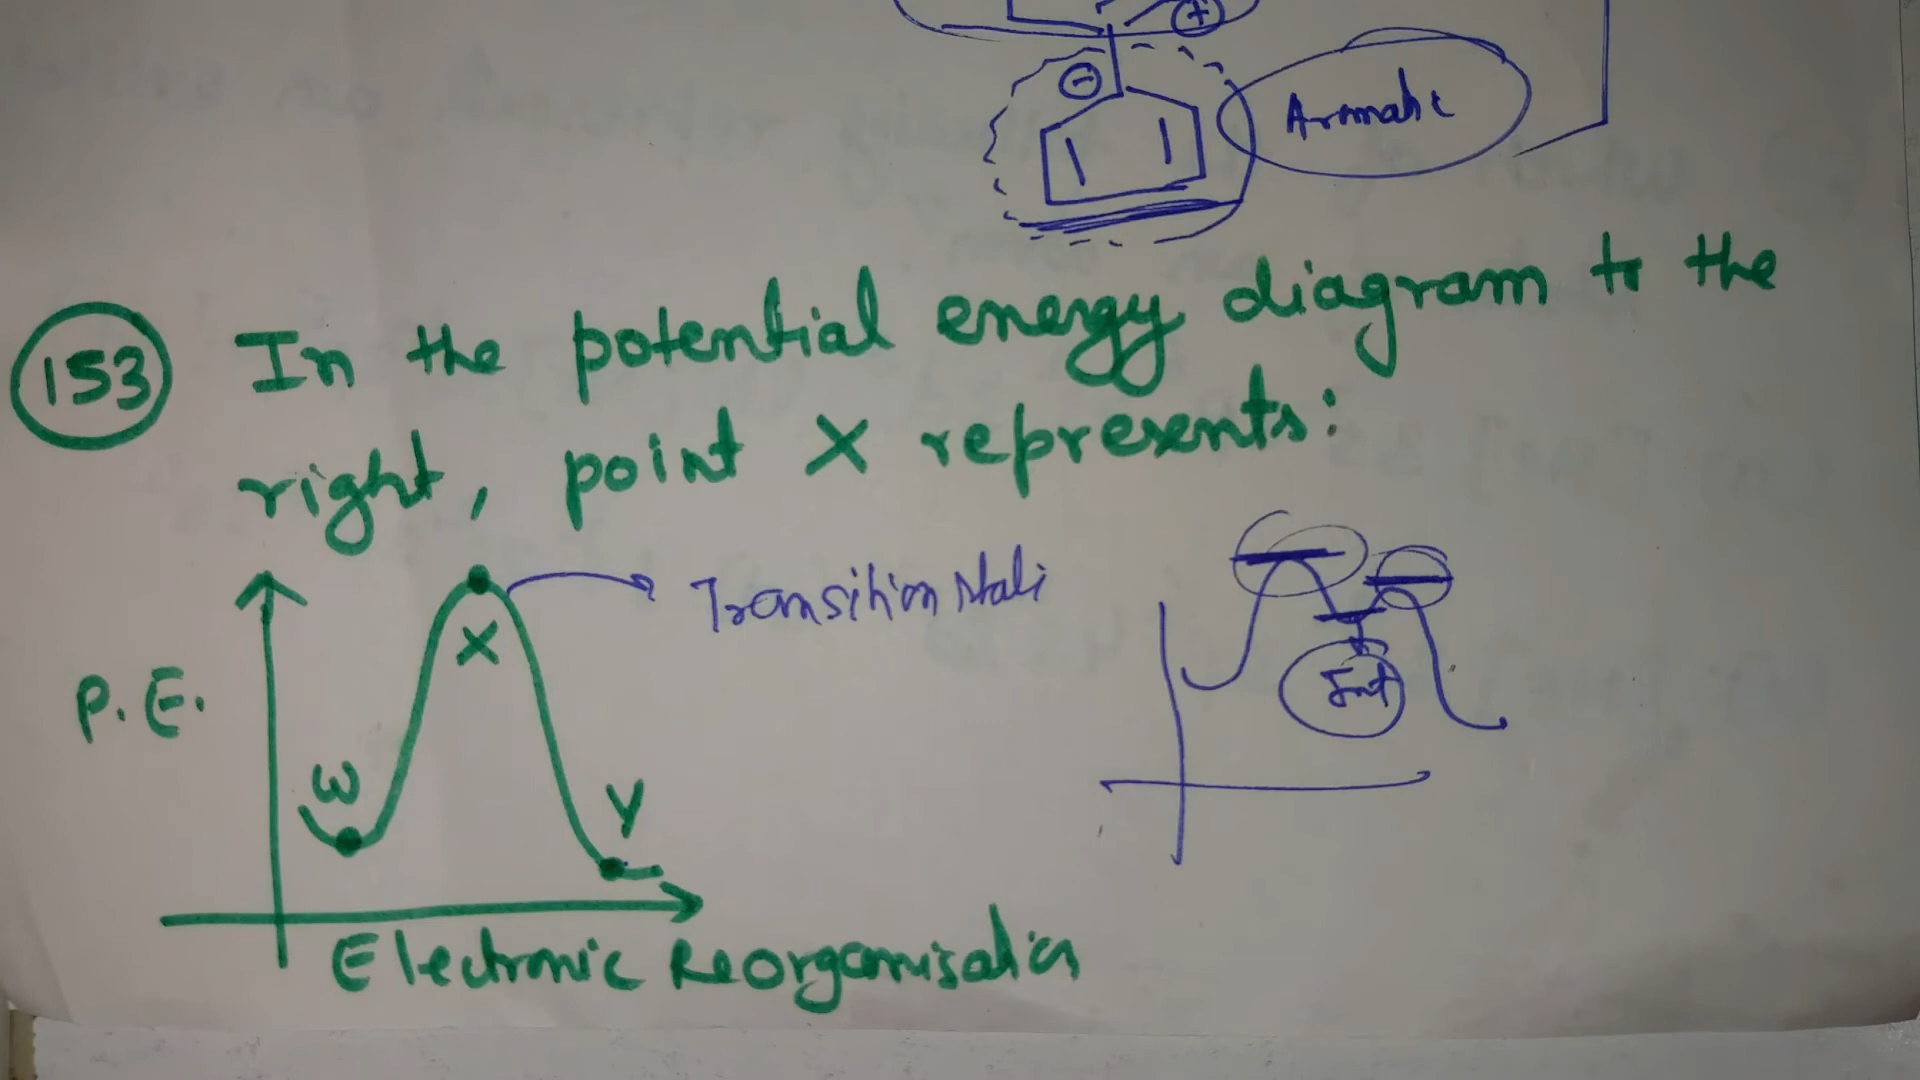 ⊕
⊖
Aromatic
153 In the potential energy diagram to the
right, point X represents:
Transition state
X
P.E.
Int
W
Y
Electronic Reorganisation